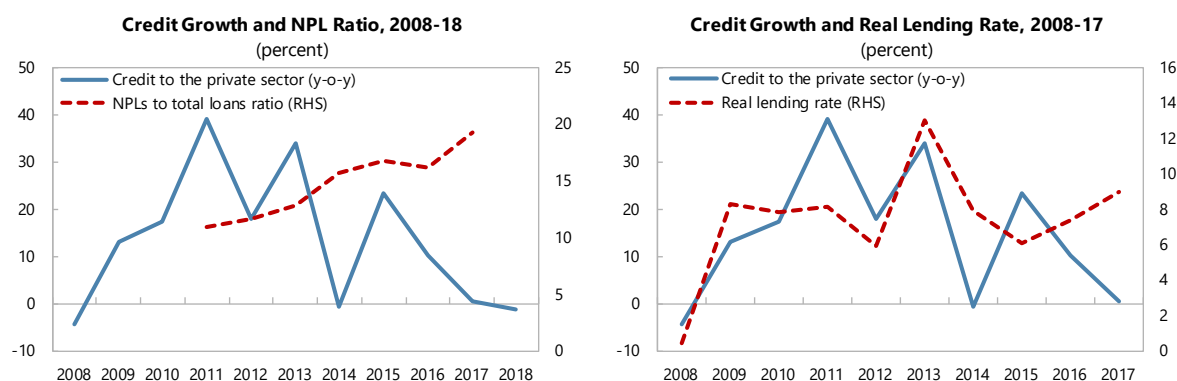 Credit Growth and NPL Ratio, 2008-18
(percent)
50
40
30
20
10
0
-10
25
20
15
10
5
0
Credit to the private sector (y-o-y)
NPLs to total loans ratio (RHS)
2008 2009 2010 2011 2012 2013 2014 2015 2016 2017 2018
Credit Growth and Real Lending Rate, 2008-17
(percent)
50
40
30
20
10
0
-10
16
14
12
10
8
6
4
2
0
Credit to the private sector (y-o-y)
Real lending rate (RHS)
2008 2009 2010 2011 2012 2013 2014 2015 2016 2017